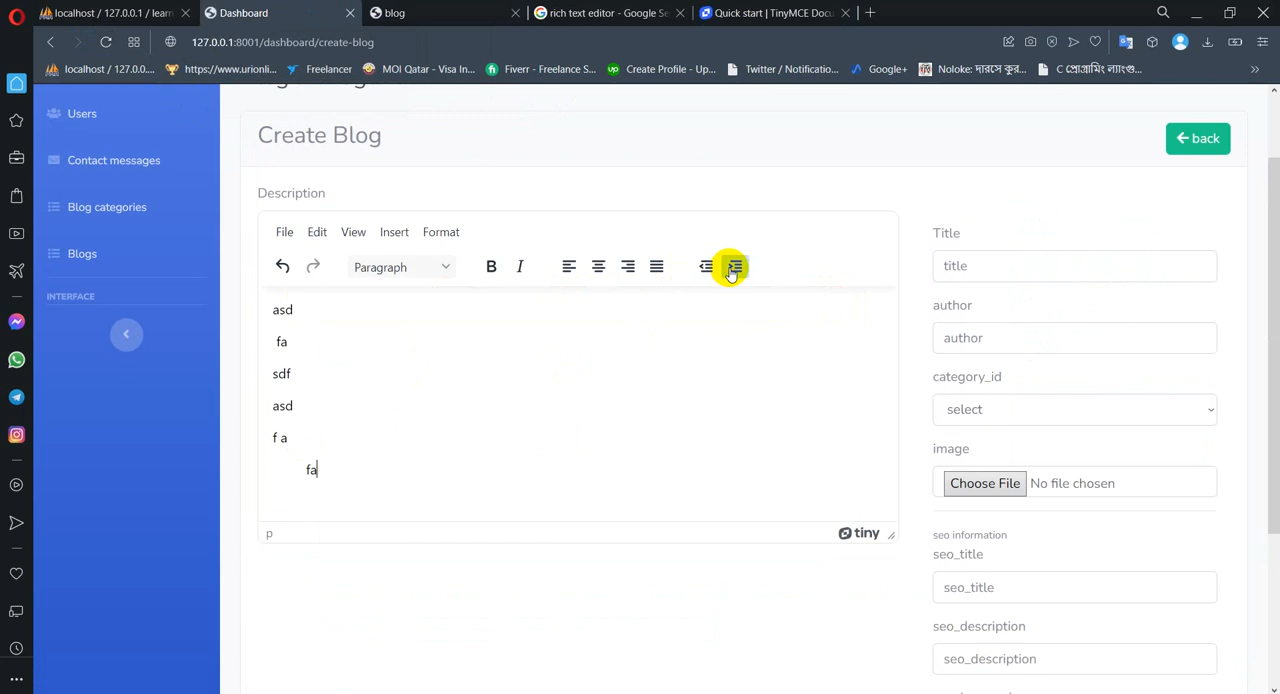 localhost / 127.0.0.1 / learn
Dashboard
blog
rich text editor - Google Se
Quick start | TinyMCE Docu
127.0.0.1:8001/dashboard/create-blog
localhost / 127.0.0....
https://www.urionli...
Freelancer
MOI Qatar - Visa In...
Fiverr - Freelance S...
Create Profile - Up...
Twitter / Notificatio...
Google+
Noloke: দারসে কুর...
C প্রোগ্রামিং ল্যাংগু...
Users
Contact messages
Blog categories
Blogs
INTERFACE
Create Blog
back
Description
File Edit View Insert Format
Paragraph
B I
asd
fa
sdf
asd
f a
fa
p
tiny
Title
title
author
author
category_id
select
image
Choose File No file chosen
seo information
seo_title
seo_title
seo_description
seo_description